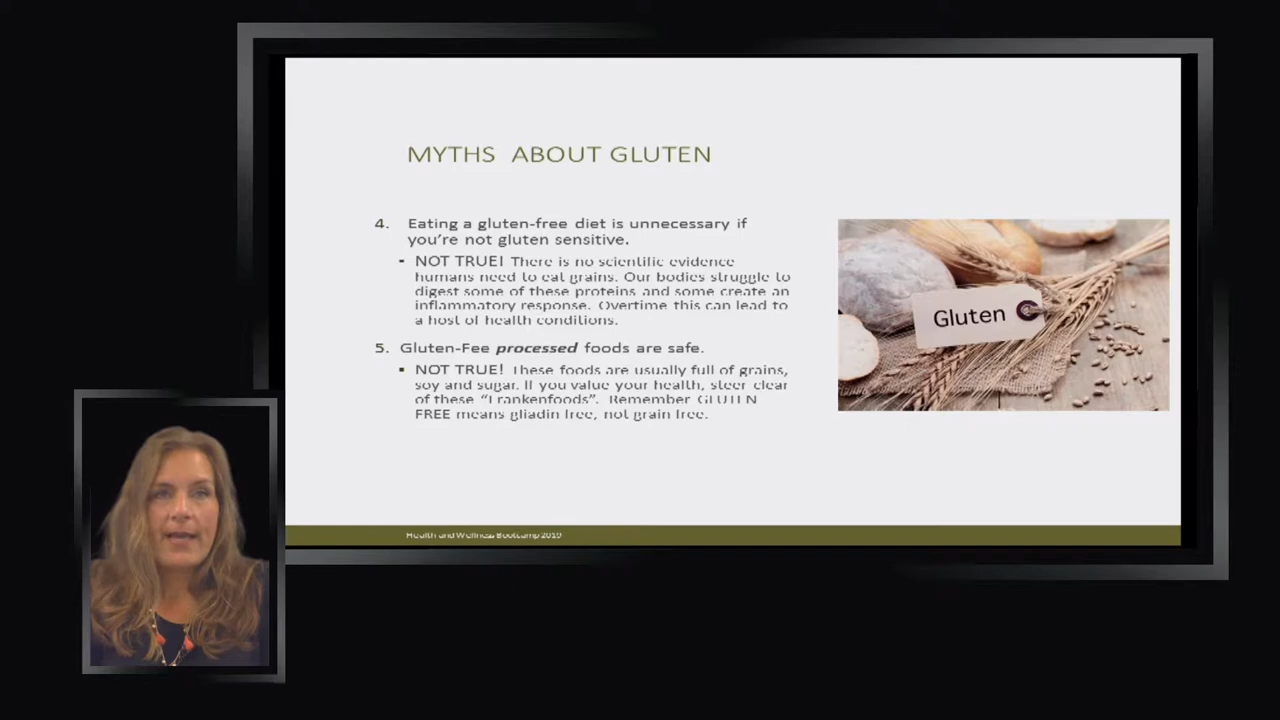 MYTHS ABOUT GLUTEN
4. Eating a gluten-free diet is unnecessary if
you're not gluten sensitive.
- NOT TRUE! There is no scientific evidence
humans need to eat grains. Our bodies struggle to
digest some of these proteins and some create an
inflammatory response. Overtime this can lead to
a host of health conditions.
5. Gluten-Fee processed foods are safe.
▪ NOT TRUE! These foods are usually full of grains,
soy and sugar. If you value your health, steer clear
of these “Frankenfoods”. Remember GLUTEN
FREE means gliadin free, not grain free.
Gluten
Health and Wellness Bootcamp 2019